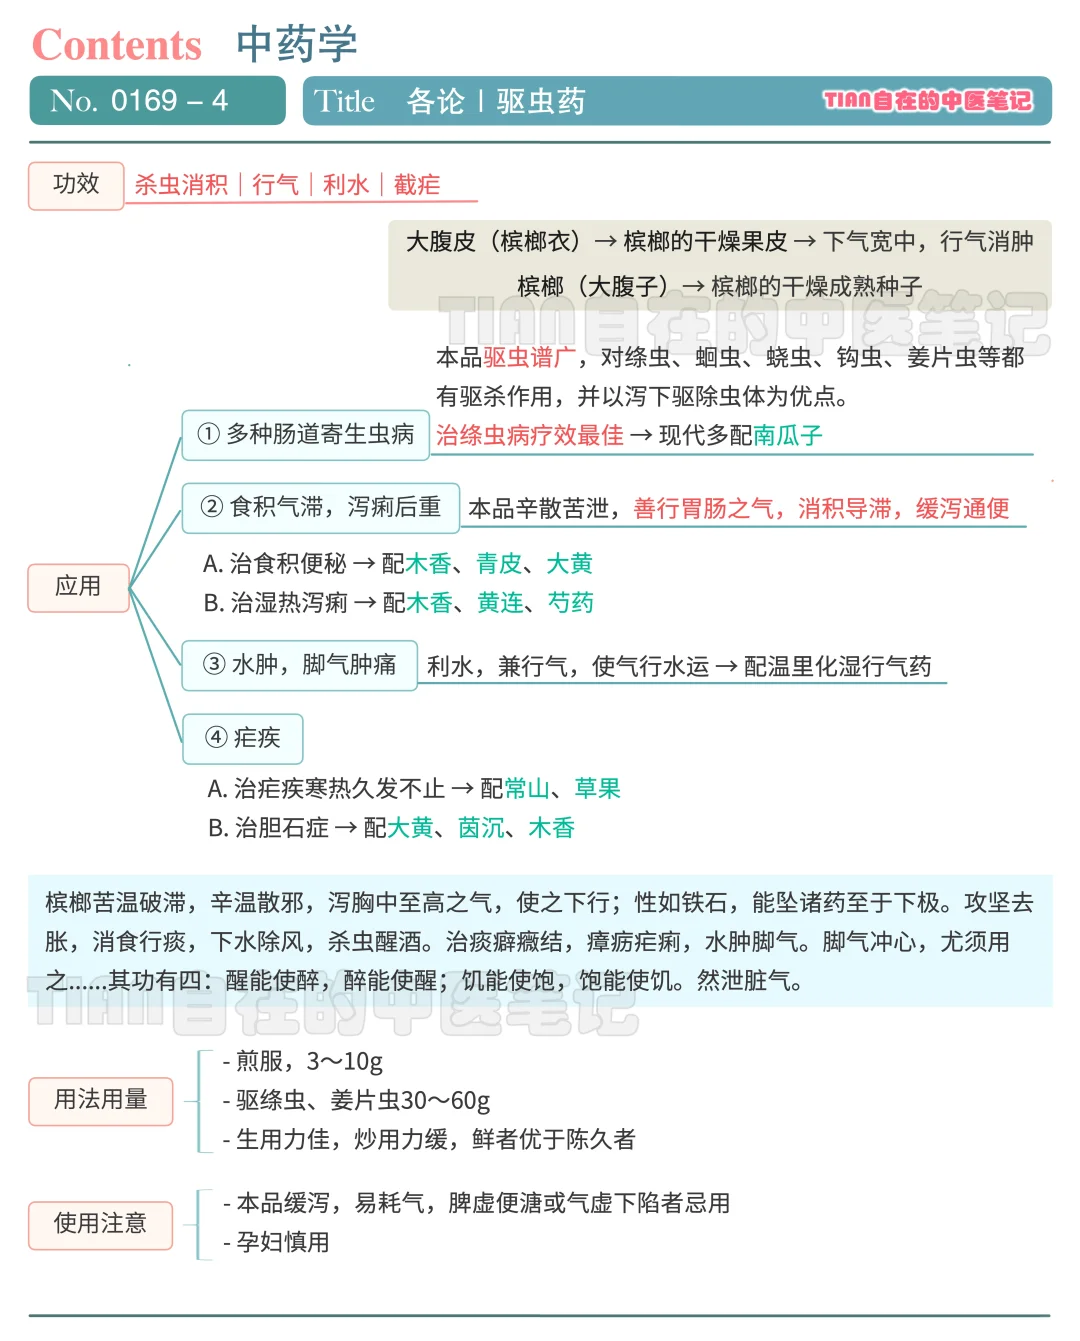 Contents 中药学
No. 0169 – 4
Title 各论 | 驱虫药
TIAN自在的中医笔记
功效
杀虫消积｜行气｜利水｜截疟
大腹皮（槟榔衣）→ 槟榔的干燥果皮 → 下气宽中，行气消肿
槟榔（大腹子）→ 槟榔的干燥成熟种子
TIAN自在的中医笔记
本品驱虫谱广，对绦虫、蛔虫、蛲虫、钩虫、姜片虫等都
有驱杀作用，并以泻下驱除虫体为优点。
① 多种肠道寄生虫病
治绦虫病疗效最佳 → 现代多配南瓜子
② 食积气滞，泻痢后重
本品辛散苦泄，善行胃肠之气，消积导滞，缓泻通便
A. 治食积便秘 → 配木香、青皮、大黄
B. 治湿热泻痢 → 配木香、黄连、芍药
应用
③ 水肿，脚气肿痛
利水，兼行气，使气行水运 → 配温里化湿行气药
④ 疟疾
A. 治疟疾寒热久发不止 → 配常山、草果
B. 治胆石症 → 配大黄、茵沉、木香
槟榔苦温破滞，辛温散邪，泻胸中至高之气，使之下行；性如铁石，能坠诸药至于下极。攻坚去
胀，消食行痰，下水除风，杀虫醒酒。治痰癖癥结，瘴疠疟痢，水肿脚气。脚气冲心，尤须用
之......其功有四：醒能使醉，醉能使醒；饥能使饱，饱能使饥。然泄脏气。
TIAN自在的中医笔记
用法用量
- 煎服，3～10g
- 驱绦虫、姜片虫30～60g
- 生用力佳，炒用力缓，鲜者优于陈久者
使用注意
- 本品缓泻，易耗气，脾虚便溏或气虚下陷者忌用
- 孕妇慎用